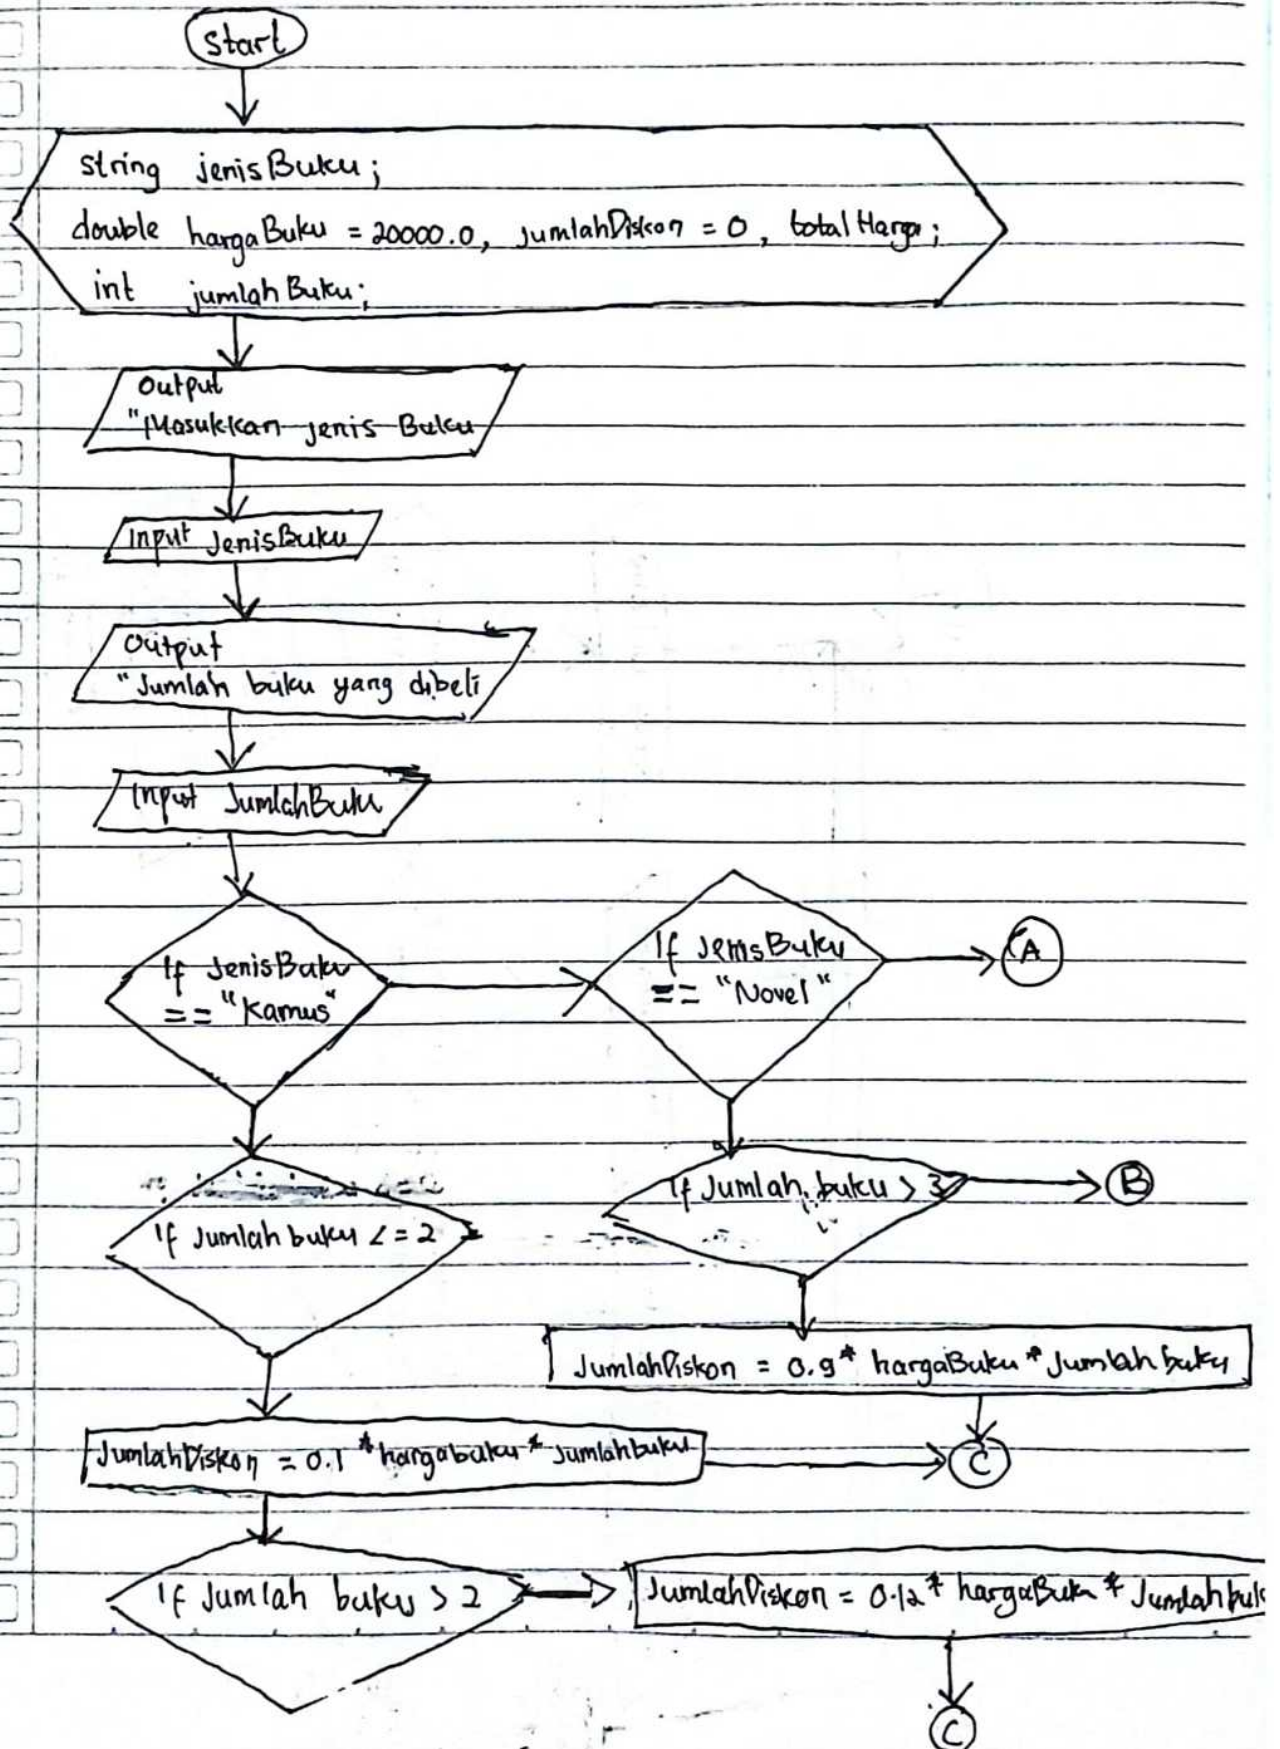 Start
string jenisBuku;
double hargaBuku = 20000.0, jumlahDiskon = 0, totalHarga;
int jumlahBuku;
Output
"Masukkan jenis Buku
Input JenisBuku
Output
"Jumlah buku yang dibeli
Input JumlahBuku
If JenisBuku
== "Kamus"
If JenisBuku
== "Novel"
A
If Jumlah buku <= 2
If Jumlah buku > 3
B
JumlahDiskon = 0.9 * hargaBuku * Jumlah buku
JumlahDiskon = 0.1 * hargabuku * Jumlahbuku
C
If Jumlah buku > 2
JumlahDiskon = 0.12 * hargaBuku * Jumlahbuk
C